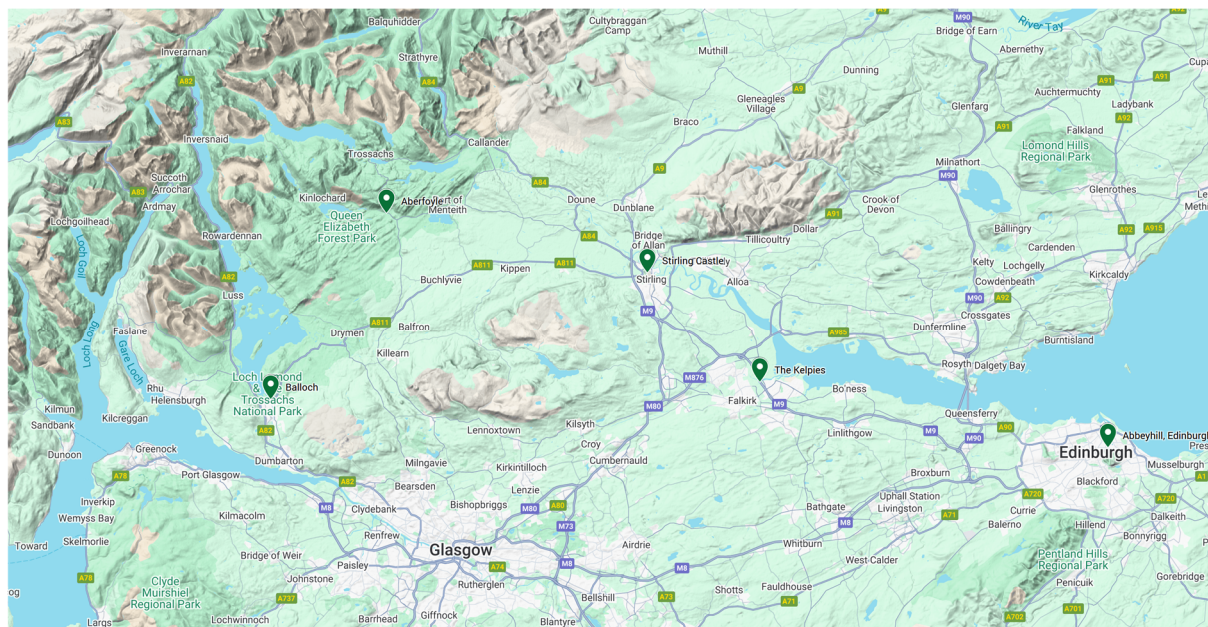 Balquhidder
Cultybraggan
Camp
M90
River Tay
Bridge of Earn
Abernethy
Inverarnan
Strathyre
Muthill
Dunning
A82
A84
A9
A91
A91
Auchtermuchty
Ladybank
Gleneagles
Village
Glenfarg
A83
Braco
A91
A92
Falkland
Inversnaid
Callander
Trossachs
Lomond Hills
Regional Park
Milnathort
A9
M90
Succoth
Arrochar
A83
Ardmay
A84
Kinlochard
Aberfoyle
Doune
Dunblane
Crook of
Devon
Glenrothes
Queen
Elizabeth
Forest Park
A91
Lochgoilhead
Dollar
Ballingry
A92
A915
Rowardennan
Bridge
of Allan
Tillicoultry
Cardenden
Loch Goil
A84
Stirling Castle
Kelty
Lochgelly
Kirkcaldy
A82
Buchlyvie
A811
Kippen
A811
Stirling
Alloa
Cowdenbeath
Luss
M90
A92
M9
Crossgates
Loch Long
Faslane
Gare Loch
Drymen
A811
Balfron
A985
Dunfermline
Burntisland
Killearn
Rosyth
Dalgety Bay
The Kelpies
Rhu
Helensburgh
Loch Lomond
Balloch
Trossachs
National Park
M876
Bo'ness
Falkirk
M9
Kilmun
Kilcreggan
Sandbank
M80
Queensferry
A82
Lennoxtown
Kilsyth
Linlithgow
M9
M90
A90
Abbeyhill, Edinburgh
Edinburgh
Dunoon
Greenock
Croy
Cumbernauld
Dumbarton
Milngavie
Kirkintilloch
Musselburgh
A78
Port Glasgow
A82
Bearsden
Lenzie
Broxburn
Blackford
Inverkip
M8
Clydebank
Bishopbriggs
M80
A80
Uphall Station
Livingston
A720
A720
Wemyss Bay
Kilmacolm
Bathgate
A71
Currie
Dalkeith
Renfrew
M73
M8
Balerno
Hillend
Skelmorlie
Toward
Bonnyrigg
Bridge of Weir
Glasgow
Airdrie
Whitburn
Paisley
A74
M8
M8
West Calder
Pentland Hills
Regional Park
A78
Clyde
Muirshiel
Regional Park
Johnstone
Rutherglen
Penicuik
Gorebridge
A737
Barrhead
Bellshill
A73
Shotts
Fauldhouse
A71
A702
A701
Largs
Lochwinnoch
Giffnock
Blantyre